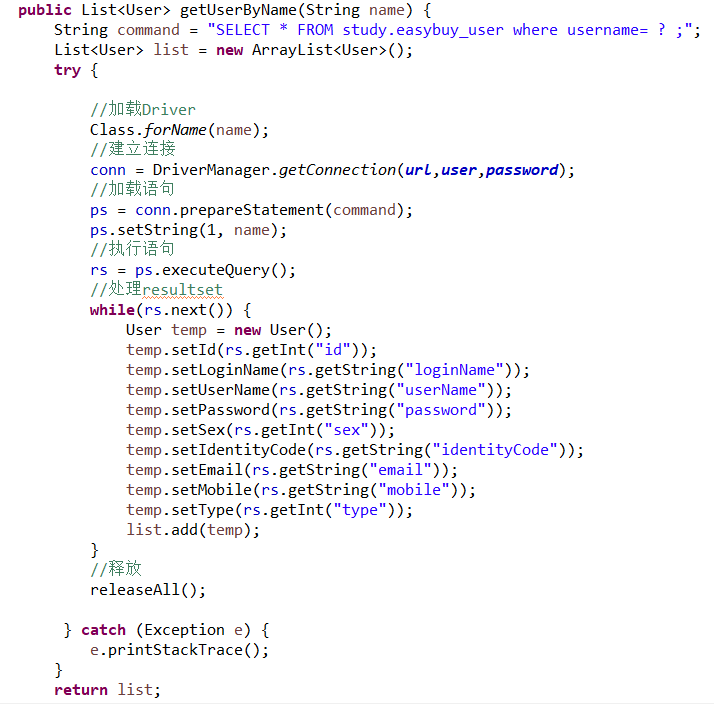 public List<User> getUserByName(String name) {
String command = "SELECT * FROM study.easybuy_user where username= ? ;";
List<User> list = new ArrayList<User>();
try {
//加载Driver
Class.forName(name);
//建立连接
conn = DriverManager.getConnection(url,user,password);
//加载语句
ps = conn.prepareStatement(command);
ps.setString(1, name);
//执行语句
rs = ps.executeQuery();
//处理resultset
while(rs.next()) {
User temp = new User();
temp.setId(rs.getInt("id"));
temp.setLoginName(rs.getString("loginName"));
temp.setUserName(rs.getString("userName"));
temp.setPassword(rs.getString("password"));
temp.setSex(rs.getInt("sex"));
temp.setIdentityCode(rs.getString("identityCode"));
temp.setEmail(rs.getString("email"));
temp.setMobile(rs.getString("mobile"));
temp.setType(rs.getInt("type"));
list.add(temp);
}
//释放
releaseAll();
} catch (Exception e) {
e.printStackTrace();
}
return list;